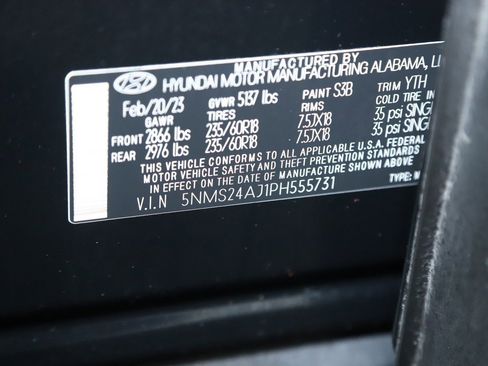 MANUFACTURED BY
HYUNDAI MOTOR MANUFACTURING ALABAMA,
Feb/20/23 GVWR 5137 lbs PAINT S3B TRIM YTH
GAWR TIRES RIMS COLD TIRE IN
FRONT 2866 lbs 235/60R18 7.5JX18 35 psi SING
REAR 2976 lbs 235/60R18 7.5JX18 35 psi SING
THIS VEHICLE CONFORMS TO ALL APPLICABLE U.S.A. FEDERAL
MOTOR VEHICLE SAFETY AND THEFT PREVENTION STANDARDS
IN EFFECT ON THE DATE OF MANUFACTURE SHOWN ABOVE
V.I.N 5NMS24AJ1PH555731 TYPE: